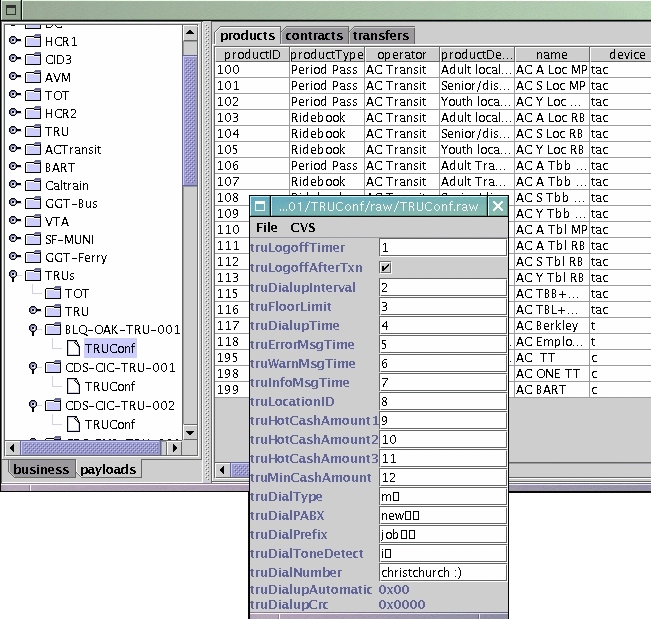 DC
HCR1
CID3
AVM
TOT
HCR2
TRU
ACTransit
BART
Caltrain
GGT-Bus
VTA
SF-MUNI
GGT-Ferry
TRUs
TOT
TRU
BLQ-OAK-TRU-001
TRUConf
CDS-CIC-TRU-001
TRUConf
CDS-CIC-TRU-002
TRUConf
business payloads
products contracts transfers
productID productType operator productDe... name device
100 Period Pass AC Transit Adult local... AC A Loc MP tac
101 Period Pass AC Transit Senior/dis... AC S Loc MP tac
102 Period Pass AC Transit Youth loca... AC Y Loc ... tac
103 Ridebook AC Transit Adult local... AC A Loc RB tac
104 Ridebook AC Transit Senior/dis... AC S Loc RB tac
105 Ridebook AC Transit Youth loca... AC Y Loc RB tac
106 Period Pass AC Transit Adult Tra... AC A Tbb ... tac
107 Ridebook AC Transit Adult Tra... AC A Tbb RB tac
108 AC S Tbb ... tac
109 AC Y Tbb ... tac
110 AC A Tbl MP tac
111 AC A Tbl RB tac
112 AC S Tbl RB tac
113 AC Y Tbl RB tac
115 AC TBB+... tac
116 AC TBL+... tac
117 AC Berkley t
118 AC Emplo... t
195 AC TT c
198 AC ONE TT c
199 AC BART c
...01/TRUConf/raw/TRUConf.raw
File CVS
truLogoffTimer 1
truLogoffAfterTxn
truDialupInterval 2
truFloorLimit 3
truDialupTime 4
truErrorMsgTime 5
truWarnMsgTime 6
truInfoMsgTime 7
truLocationID 8
truHotCashAmount1 9
truHotCashAmount2 10
truHotCashAmount3 11
truMinCashAmount 12
truDialType m▯
truDialPABX new▯▯
truDialPrefix job▯▯
truDialToneDetect i▯
truDialNumber christchurch :)
truDialupAutomatic 0x00
truDialupCrc 0x0000